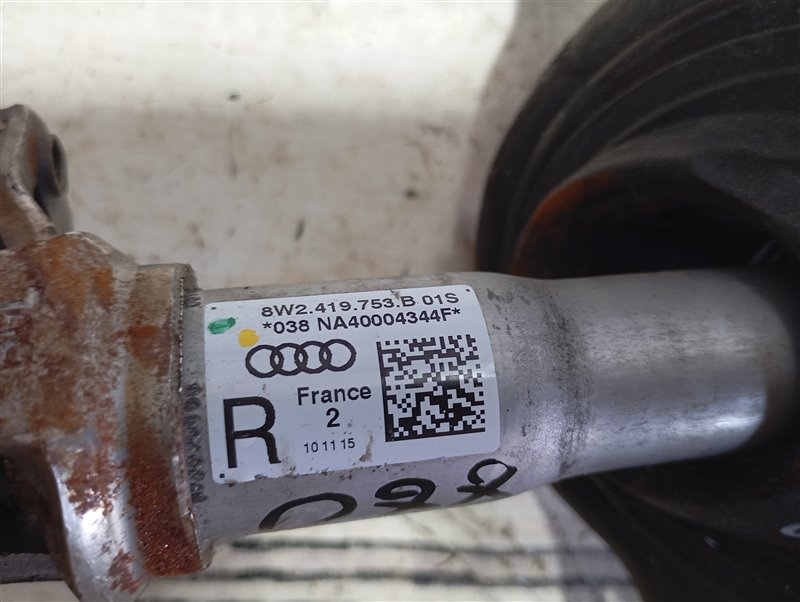 8W2.419.753.B 01S
*038 NA40004344F*
France
2
R
10 11 15